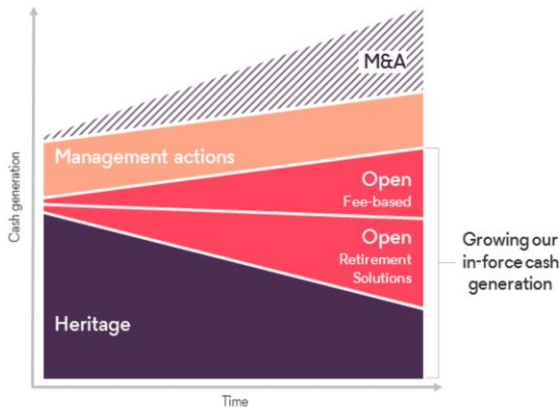 M&A
Management actions
Open
Fee-based
Open
Retirement
Solutions
Heritage
Growing our
in-force cash
generation
Cash generation
Time